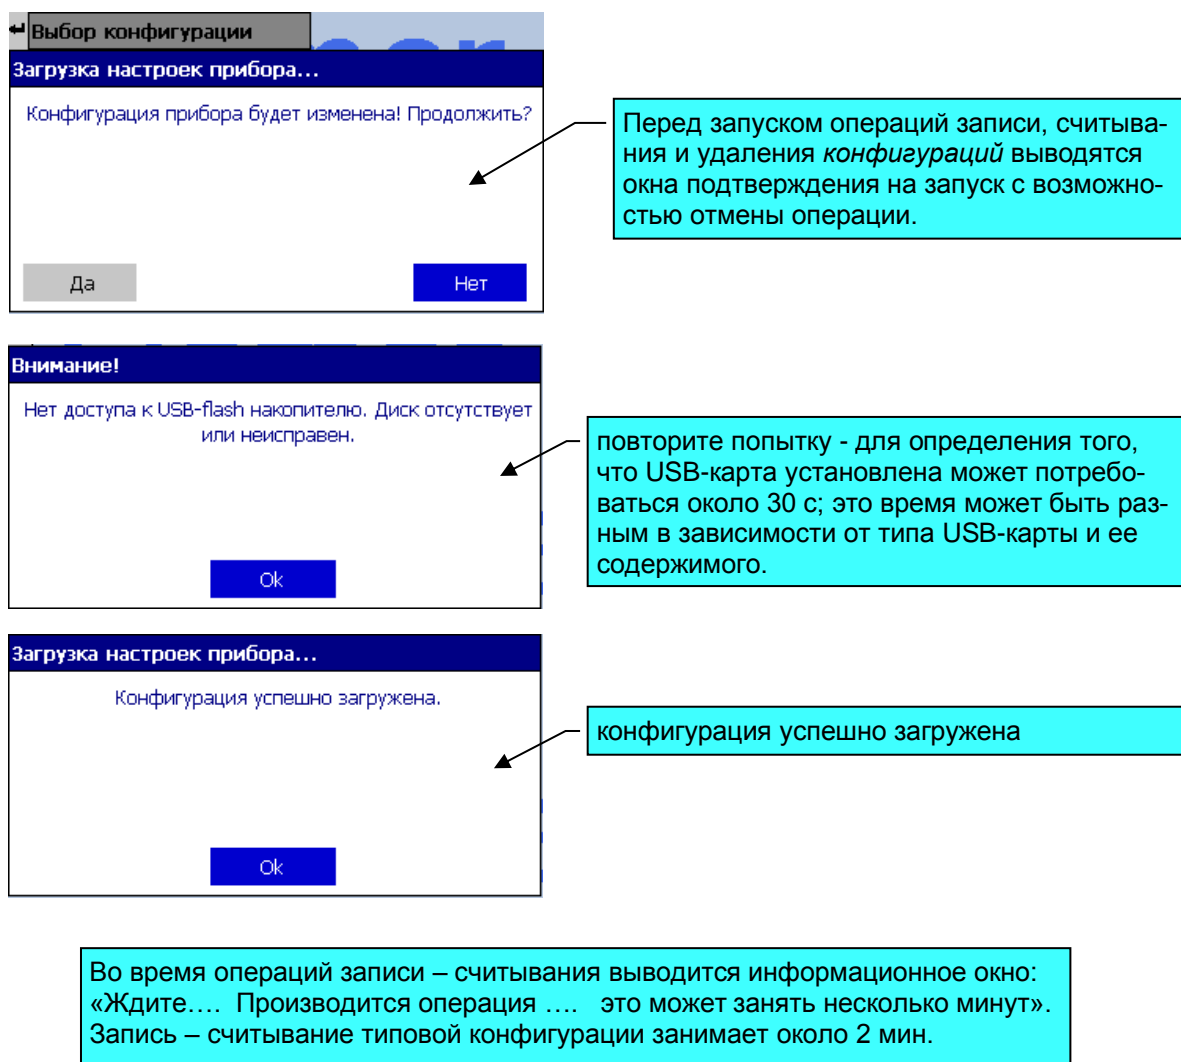 Выбор конфигурации
Загрузка настроек прибора...
Конфигурация прибора будет изменена! Продолжить?
Да
Нет
Перед запуском операций записи, считыва-
ния и удаления конфигураций выводятся
окна подтверждения на запуск с возможно-
стью отмены операции.
Внимание!
Нет доступа к USB-flash накопителю. Диск отсутствует
или неисправен.
Ok
повторите попытку - для определения того,
что USB-карта установлена может потребо-
ваться около 30 с; это время может быть раз-
ным в зависимости от типа USB-карты и ее
содержимого.
Загрузка настроек прибора...
Конфигурация успешно загружена.
Ok
конфигурация успешно загружена
Во время операций записи – считывания выводится информационное окно:
«Ждите…. Производится операция …. это может занять несколько минут».
Запись – считывание типовой конфигурации занимает около 2 мин.